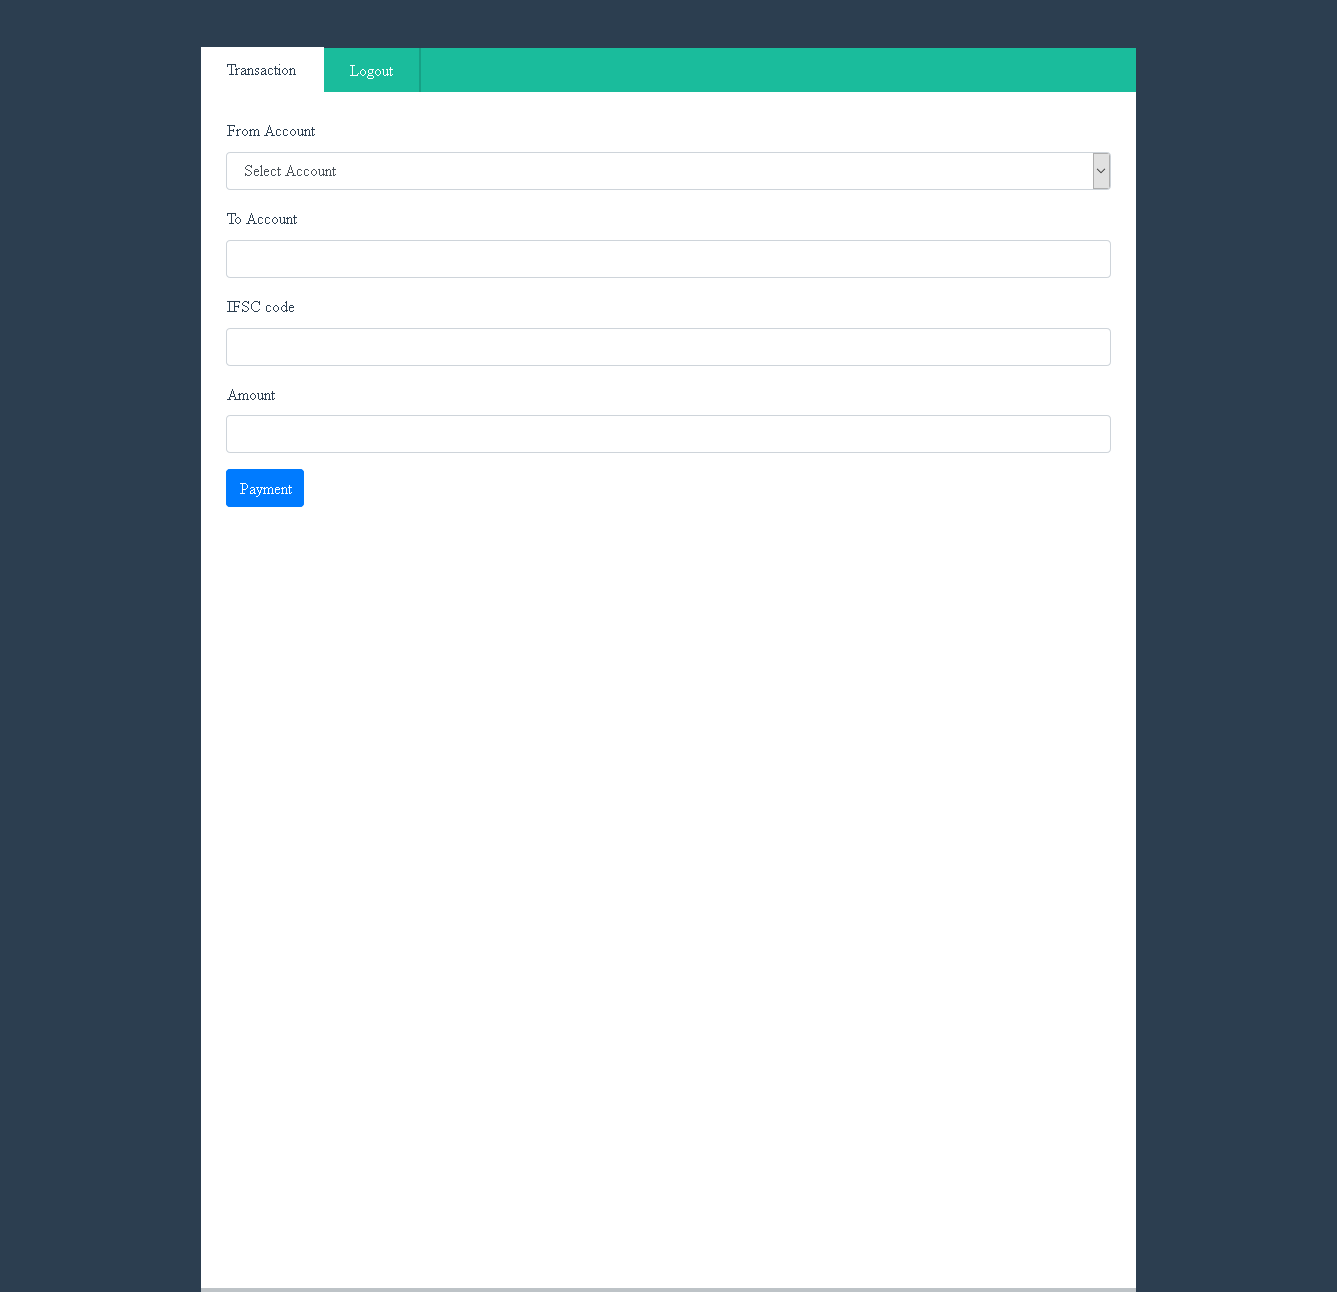 Transaction
Logout
From Account
Select Account
To Account
IFSC code
Amount
Payment